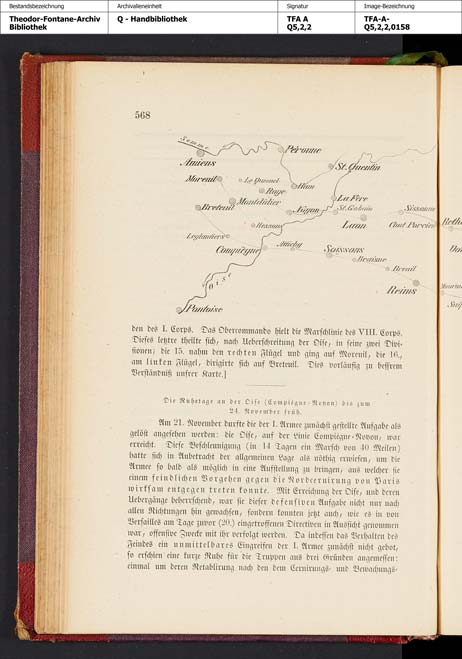 Bestandsbezeichnung
Archivalieneinheit
Signatur
Image-Bezeichnung
Theodor-Fontane-Archiv
Bibliothek
Q - Handbibliothek
TFA A
Q5,2,2
TFA-A-
Q5,2,2,0158
568
Somme
Péronne
Amiens
St. Quentin
Moreuil
Le Quesnel
Ham
Roye
Montdidier
La Fère
Breteuil
Noyon
St. Gobain
Sissonne
Laon
Chat. Porcien
Reth
Ressons
Léglantiers
Compiègne
Attichy
Soissons
Braisne
Breuil
Oise
Reims
Pontoise
den des I. Corps. Das Obercommando hielt die Marschlinie des VIII. Corps.
Dieses letztre theilte sich, nach Ueberschreitung der Oise, in seine zwei Divi-
sionen; die 15. nahm den rechten Flügel und ging auf Moreuil, die 16.,
am linken Flügel, dirigirte sich auf Breteuil. Dies vorläufig zu bessrem
Verständniß unsrer Karte.]
Die Ruhetage an der Oise (Compiègne-Noyon) bis zum
24. November früh.
Am 21. November durfte die der I. Armee zunächst gestellte Aufgabe als
gelöst angesehen werden: die Oise, auf der Linie Compiègne-Noyon, war
erreicht. Diese Beschleunigung (in 14 Tagen ein Marsch von 40 Meilen)
hatte sich in Anbetracht der allgemeinen Lage als nöthig erwiesen, um die
Armee so bald als möglich in eine Aufstellung zu bringen, aus welcher sie
einem feindlichen Vorgehen gegen die Nordcernirung von Paris
wirksam entgegen treten konnte. Mit Erreichung der Oise, und deren
Uebergänge beherrschend, war sie dieser defensiven Aufgabe nicht nur nach
allen Richtungen hin gewachsen, sondern konnten jetzt auch, wie es in von
Versailles am Tage zuvor (20.) eingetroffenen Directiven in Aussicht genommen
war, offensive Zwecke mit ihr verfolgt werden. Da indessen das Verhalten des
Feindes ein unmittelbares Eingreifen der I. Armee zunächst nicht gebot,
so erschien eine kurze Ruhe für die Truppen aus drei Gründen angemessen:
einmal um deren Retablirung nach den dem Cernirungs- und Bewachungs-